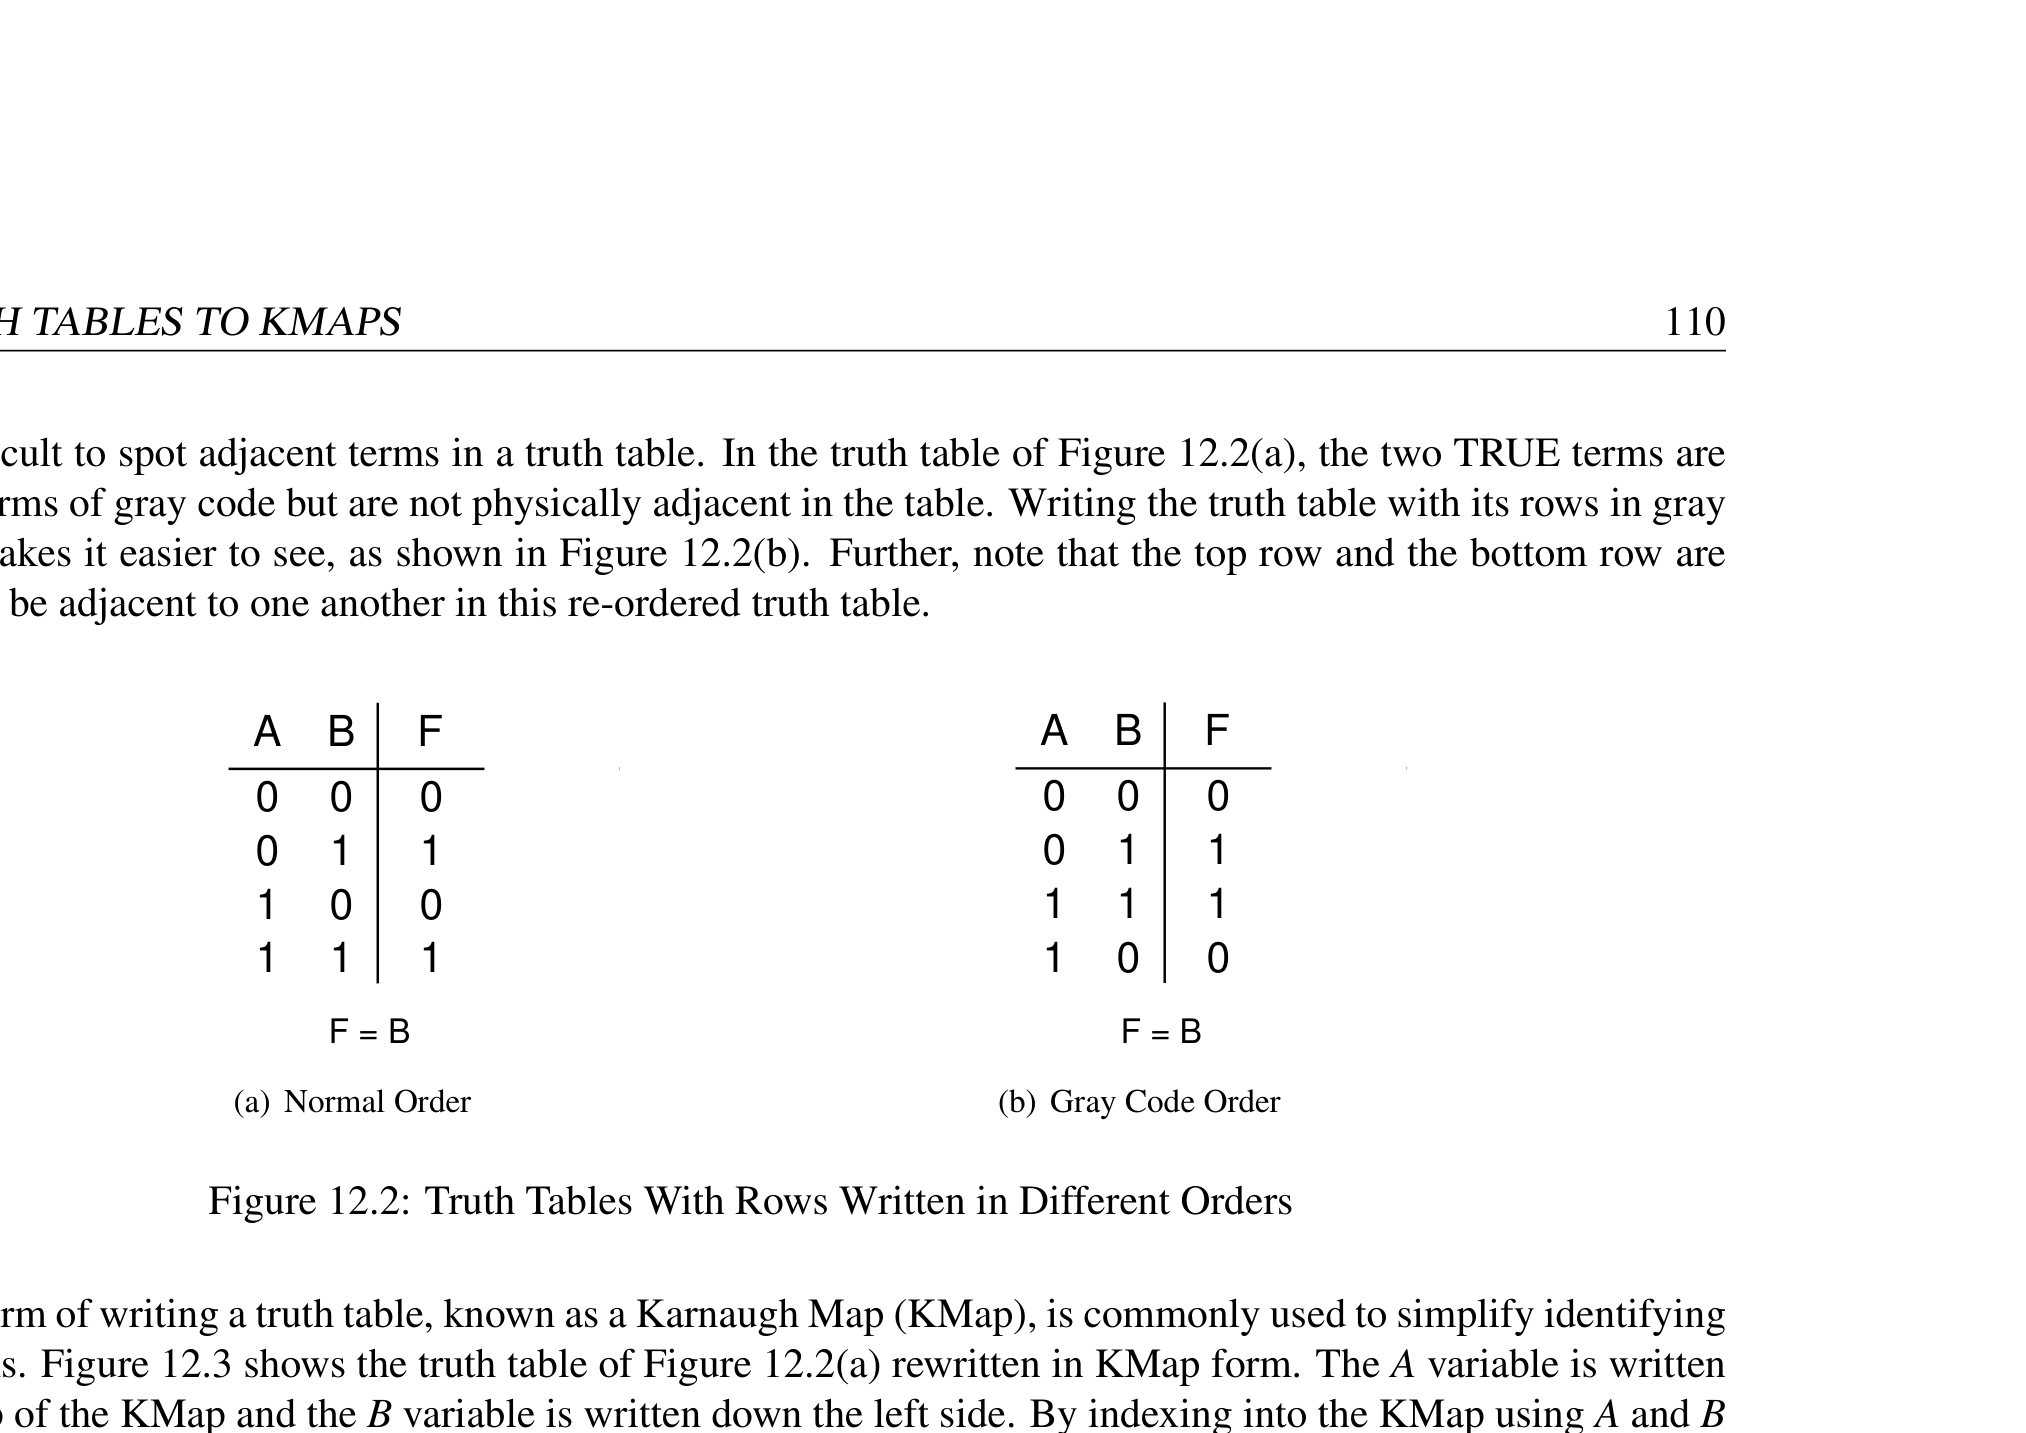 TABLES TO KMAPS 110
to spot adjacent terms in a truth table. In the truth table of Figure 12.2(a), the two TRUE terms are
of gray code but are not physically adjacent in the table. Writing the truth table with its rows in gray
it easier to see, as shown in Figure 12.2(b). Further, note that the top row and the bottom row are
be adjacent to one another in this re-ordered truth table.
A B F
0 0 0
0 1 1
1 0 0
1 1 1
F = B
(a) Normal Order
A B F
0 0 0
0 1 1
1 1 1
1 0 0
F = B
(b) Gray Code Order
Figure 12.2: Truth Tables With Rows Written in Different Orders
of writing a truth table, known as a Karnaugh Map (KMap), is commonly used to simplify identifying
Figure 12.3 shows the truth table of Figure 12.2(a) rewritten in KMap form. The A variable is written
of the KMap and the B variable is written down the left side. By indexing into the KMap using A and B